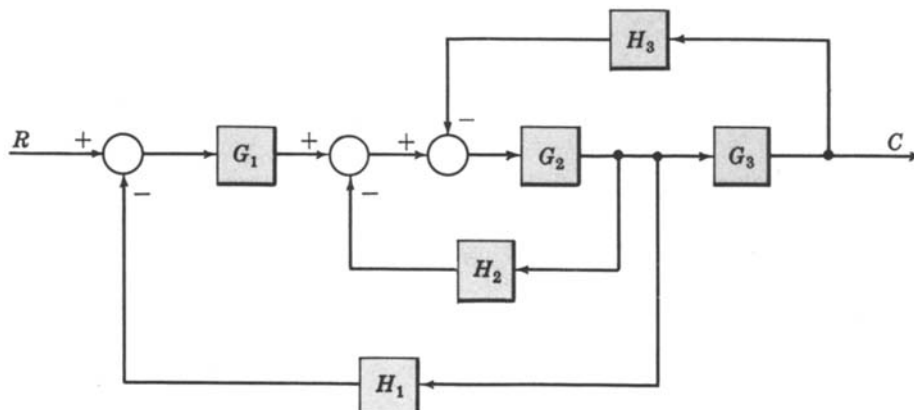 H₃
−
R + G₁ + + G₂ G₃ C
− −
H₂
H₁